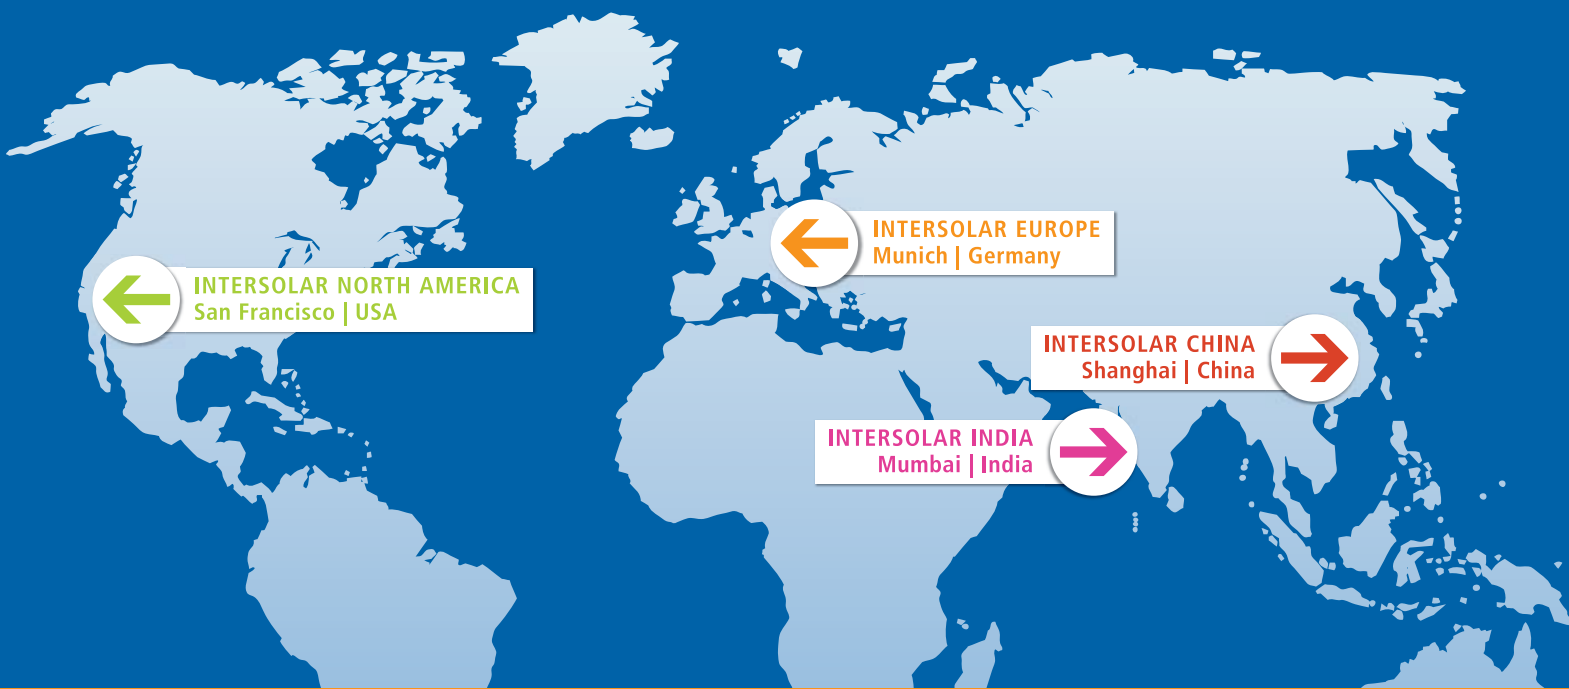 INTERSOLAR EUROPE
Munich | Germany
INTERSOLAR NORTH AMERICA
San Francisco | USA
INTERSOLAR CHINA
Shanghai | China
INTERSOLAR INDIA
Mumbai | India